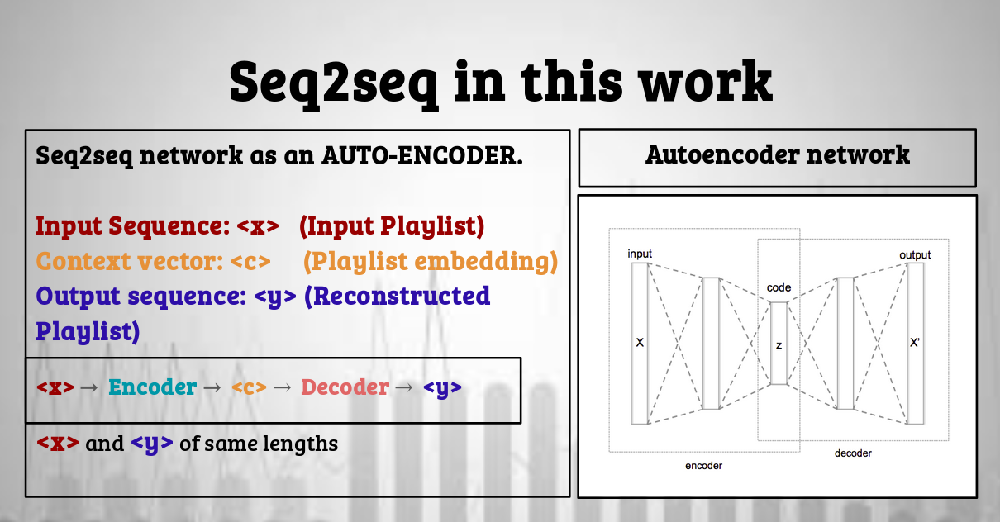 Seq2seq in this work
Seq2seq network as an AUTO-ENCODER.
Input Sequence: <x> (Input Playlist)
Context vector: <c> (Playlist embedding)
Output sequence: <y> (Reconstructed
Playlist)
<x> → Encoder → <c> → Decoder → <y>
<x> and <y> of same lengths
Autoencoder network
input
output
code
X
z
X'
decoder
encoder